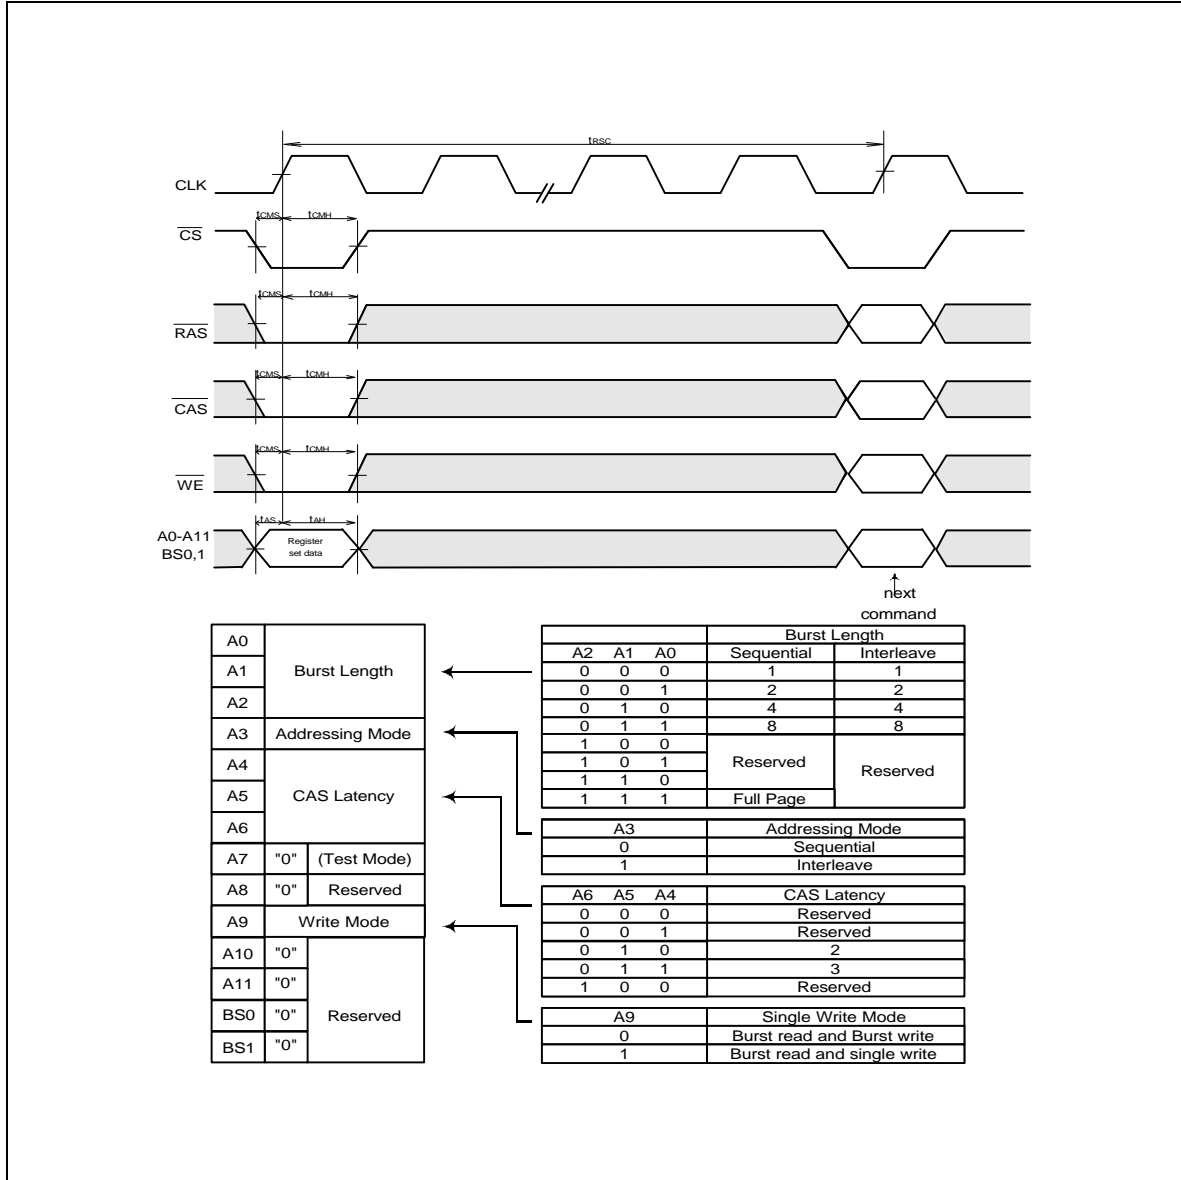 tRSC
CLK
tCMS tCMH
CS
tCMS tCMH
RAS
tCMS tCMH
CAS
tCMS tCMH
WE
tAS tAH
A0-A11
BS0,1
Register
set data
next
command
A0
A1 Burst Length
A2
A3 Addressing Mode
A4
A5 CAS Latency
A6
A7 "0" (Test Mode)
A8 "0" Reserved
A9 Write Mode
A10 "0"
A11 "0"
BS0 "0" Reserved
BS1 "0"
Burst Length
A2 A1 A0 Sequential Interleave
0 0 0 1 1
0 0 1 2 2
0 1 0 4 4
0 1 1 8 8
1 0 0
1 0 1 Reserved Reserved
1 1 0
1 1 1 Full Page
A3 Addressing Mode
0 Sequential
1 Interleave
A6 A5 A4 CAS Latency
0 0 0 Reserved
0 0 1 Reserved
0 1 0 2
0 1 1 3
1 0 0 Reserved
A9 Single Write Mode
0 Burst read and Burst write
1 Burst read and single write